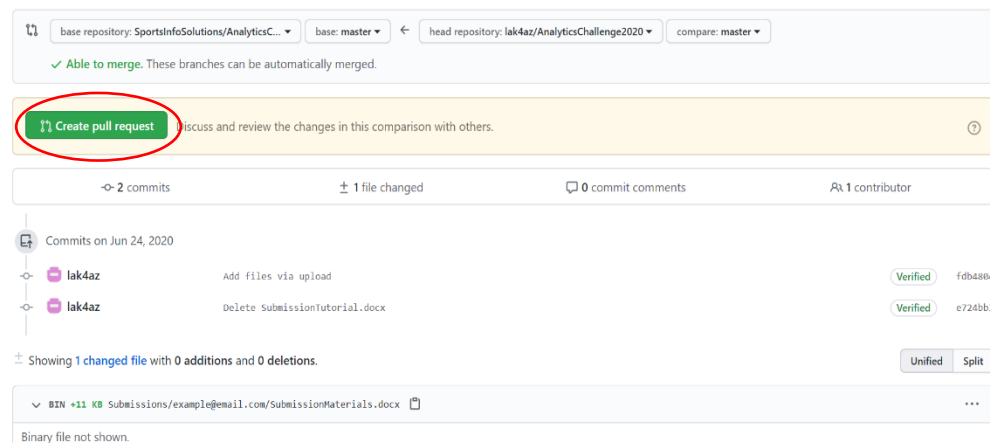 base repository: SportsInfoSolutions/AnalyticsC... base: master head repository: lak4az/AnalyticsChallenge2020 compare: master
Able to merge. These branches can be automatically merged.
Create pull request Discuss and review the changes in this comparison with others.
2 commits 1 file changed 0 commit comments 1 contributor
Commits on Jun 24, 2020
lak4az Add files via upload Verified fdb480
lak4az Delete SubmissionTutorial.docx Verified e724bb
Showing 1 changed file with 0 additions and 0 deletions. Unified Split
BIN +11 KB Submissions/example@email.com/SubmissionMaterials.docx ...
Binary file not shown.